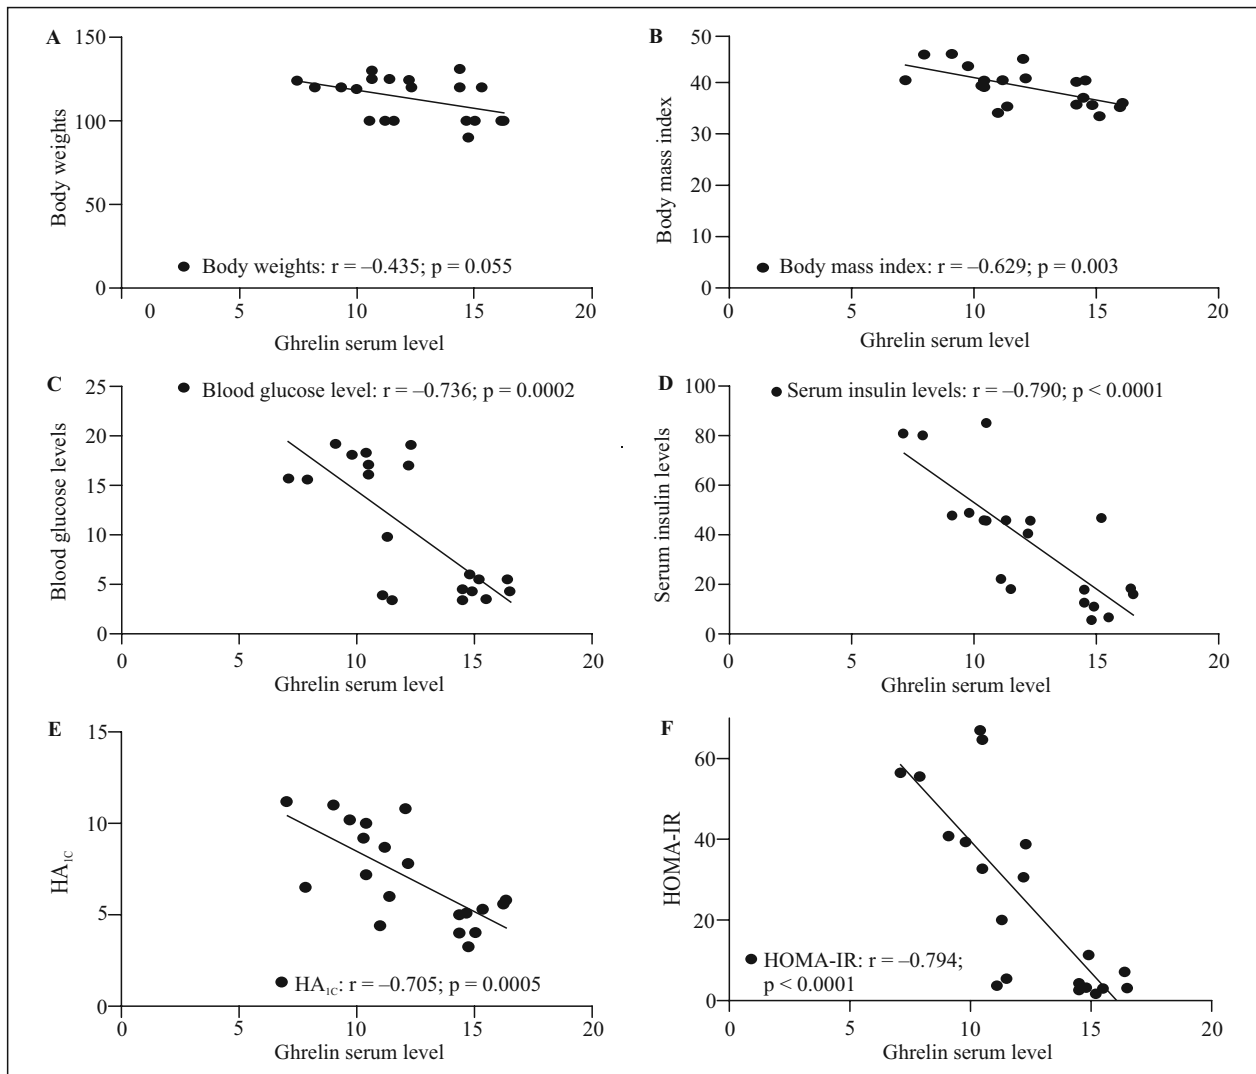 A
150
100
50
0
Body weights
Body weights: r = –0.435; p = 0.055
0 5 10 15 20
Ghrelin serum level
B
50
40
30
20
10
0
Body mass index
Body mass index: r = –0.629; p = 0.003
0 5 10 15 20
Ghrelin serum level
C
25
20
15
10
5
0
Blood glucose levels
Blood glucose level: r = –0.736; p = 0.0002
0 5 10 15 20
Ghrelin serum level
D
100
80
60
40
20
0
Serum insulin levels
Serum insulin levels: r = –0.790; p < 0.0001
0 5 10 15 20
Ghrelin serum level
E
15
10
5
0
HA1C
HA1C: r = –0.705; p = 0.0005
0 5 10 15 20
Ghrelin serum level
F
60
40
20
0
HOMA-IR
HOMA-IR: r = –0.794;
p < 0.0001
0 5 10 15 20
Ghrelin serum level